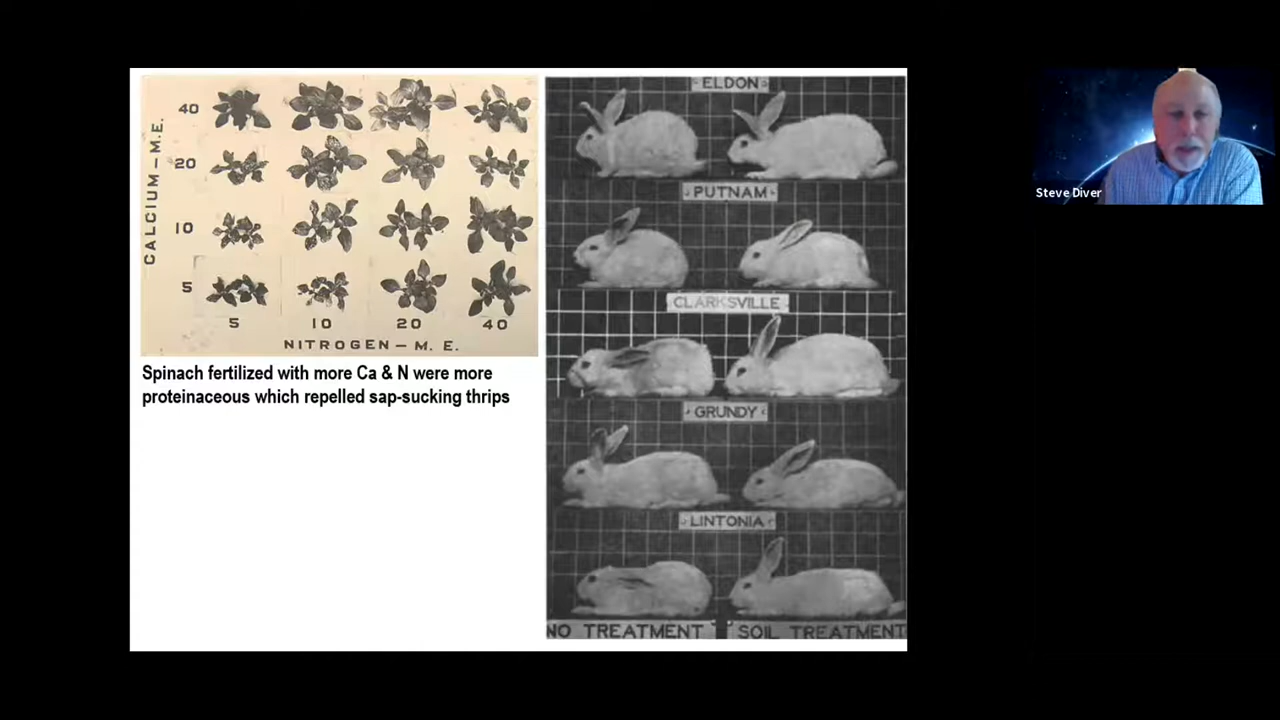 40
20
10
5
CALCIUM—M.E.
5 10 20 40
NITROGEN—M. E.
Spinach fertilized with more Ca & N were more
proteinaceous which repelled sap-sucking thrips
ELDON
PUTNAM
CLARKSVILLE
GRUNDY
LINTONIA
NO TREATMENT SOIL TREATMENT
Steve Diver